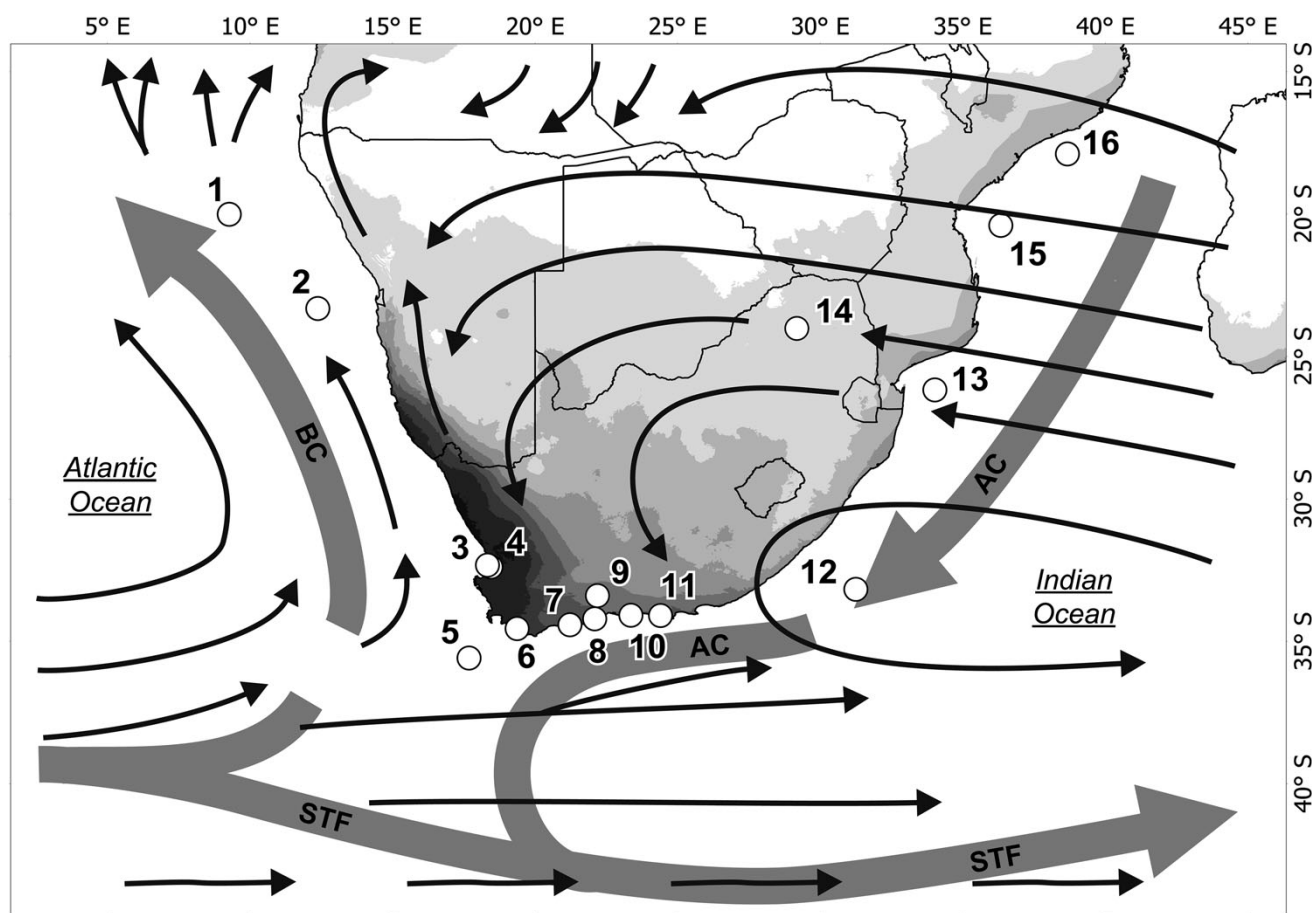 5° E 10° E 15° E 20° E 25° E 30° E 35° E 40° E 45° E
15° S
16
1
20° S
15
2
14
25° S
13
BC
AC
Atlantic
Ocean
30° S
3 4
9
11
12
7
Indian
Ocean
5
6
8
10
AC
35° S
40° S
STF
STF